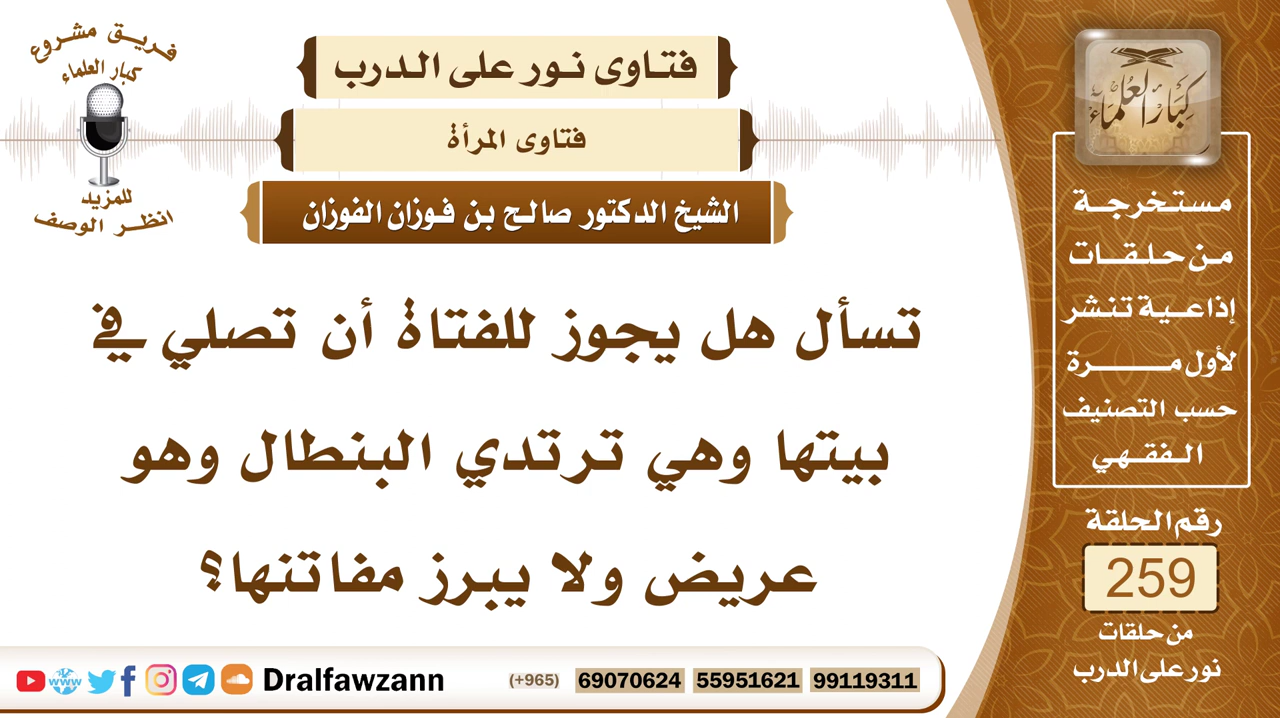 فريق مشروع
كبار العلماء
للمزيد
انظر الوصف
فتاوى نور على الدرب
فتاوى المرأة
الشيخ الدكتور صالح بن فوزان الفوزان
تسأل هل يجوز للفتاة أن تصلي في
بيتها وهي ترتدي البنطال وهو
عريض ولا يبرز مفاتنها؟
كبار العلماء
مستخرجة
من حلقات
إذاعية تنشر
لأول مرة
حسب التصنيف
الفقهي
رقم الحلقة
259
من حلقات
نور على الدرب
www Dralfawzann (+965) 69070624 55951621 99119311